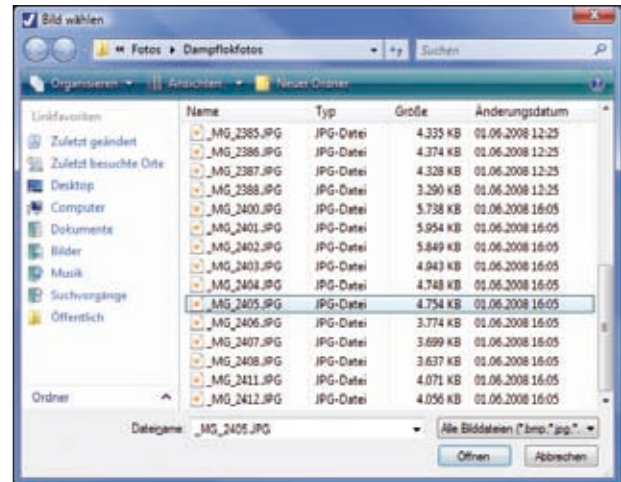 Bild wählen
« Fotos ▸ Dampflokfotos
Suchen
Organisieren
Ansichten
Neuer Ordner
Linkfavoriten
Zuletzt geändert
Zuletzt besuchte Orte
Desktop
Computer
Dokumente
Bilder
Musik
Suchvorgänge
Öffentlich
Ordner
Name Typ Größe Änderungsdatum
_MG_2385.JPG JPG-Datei 4.335 KB 01.06.2008 12:25
_MG_2386.JPG JPG-Datei 4.374 KB 01.06.2008 12:25
_MG_2387.JPG JPG-Datei 4.328 KB 01.06.2008 12:25
_MG_2388.JPG JPG-Datei 3.290 KB 01.06.2008 12:25
_MG_2400.JPG JPG-Datei 5.738 KB 01.06.2008 16:05
_MG_2401.JPG JPG-Datei 5.954 KB 01.06.2008 16:05
_MG_2402.JPG JPG-Datei 5.849 KB 01.06.2008 16:05
_MG_2403.JPG JPG-Datei 4.943 KB 01.06.2008 16:05
_MG_2404.JPG JPG-Datei 4.748 KB 01.06.2008 16:05
_MG_2405.JPG JPG-Datei 4.754 KB 01.06.2008 16:05
_MG_2406.JPG JPG-Datei 3.774 KB 01.06.2008 16:05
_MG_2407.JPG JPG-Datei 3.699 KB 01.06.2008 16:05
_MG_2408.JPG JPG-Datei 3.637 KB 01.06.2008 16:05
_MG_2411.JPG JPG-Datei 4.071 KB 01.06.2008 16:05
_MG_2412.JPG JPG-Datei 4.056 KB 01.06.2008 16:05
Dateiname: _MG_2405.JPG
Alle Bilddateien (*.bmp,*.jpg,*.
Öffnen Abbrechen